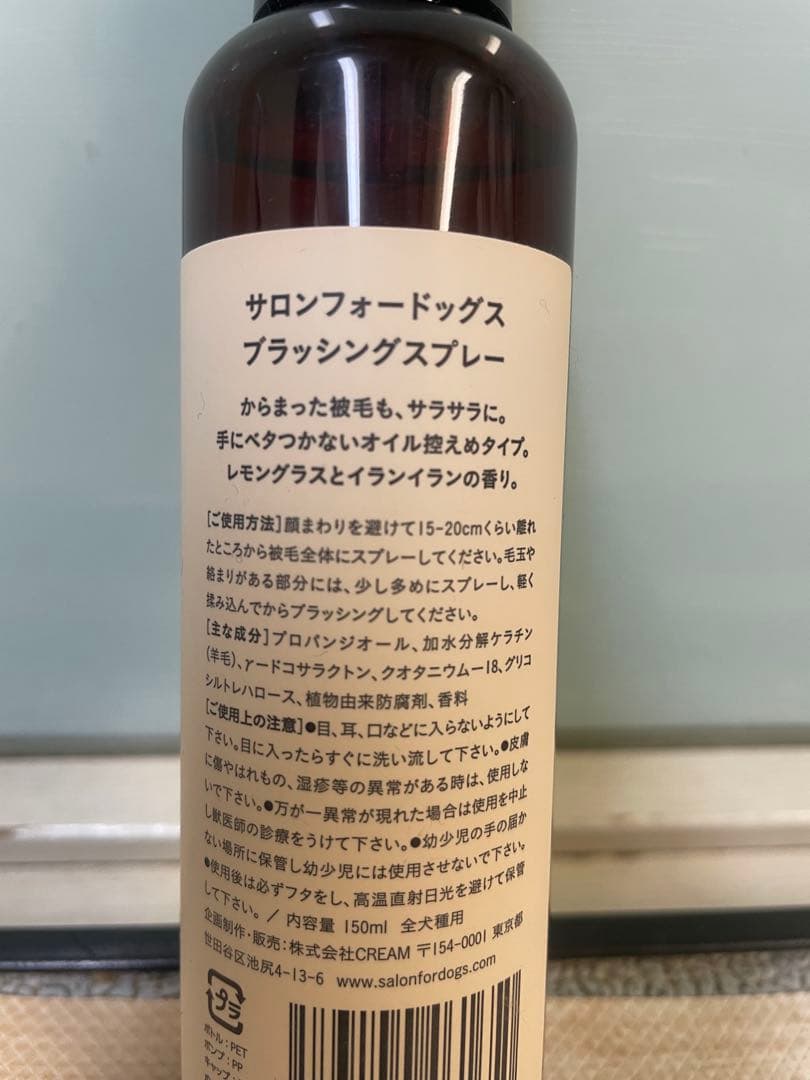 サロンフォードッグス
ブラッシングスプレー
からまった被毛も、サラサラに。
手にベタつかないオイル控えめタイプ。
レモングラスとイランイランの香り。
[ご使用方法]顔まわりを避けて15-20cmくらい離れ
たところから被毛全体にスプレーしてください。毛玉や
絡まりがある部分には、少し多めにスプレーし、軽く
揉み込んでからブラッシングしてください。
[主な成分]プロパンジオール、加水分解ケラチン
(羊毛)、γードコサラクトン、クオタニウムー18、グリコ
シルトレハロース、植物由来防腐剤、香料
[ご使用上の注意]●目、耳、口などに入らないようにして
下さい。目に入ったらすぐに洗い流して下さい。●皮膚
に傷やはれもの、湿疹等の異常がある時は、使用しな
いで下さい。●万が一異常が現れた場合は使用を中止
し獣医師の診療をうけて下さい。●幼少児の手の届か
ない場所に保管し幼少児には使用させないで下さい。
●使用後は必ずフタをし、高温直射日光を避けて保管
して下さい。／内容量 150ml 全犬種用
企画制作・販売:株式会社CREAM 〒154-0001 東京都
世田谷区池尻4-13-6 www.salonfordogs.com
プラ
ボトル:PET
ポンプ:PP
キャップ: